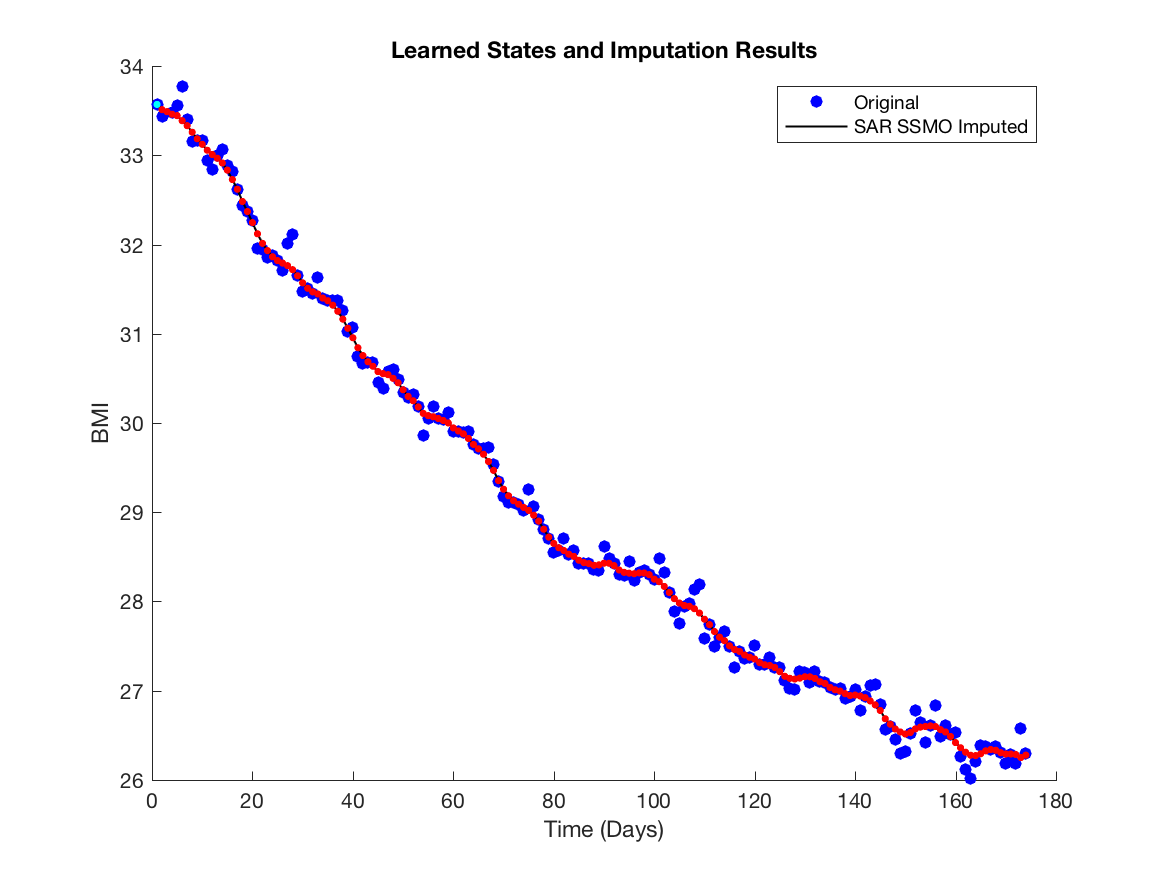 Learned States and Imputation Results
Original
SAR SSMO Imputed
BMI
34
33
32
31
30
29
28
27
26
0 20 40 60 80 100 120 140 160 180
Time (Days)